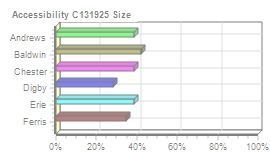 Accessibility C131925 Size
Andrews
Baldwin
Chester
Digby
Erie
Ferris
0% 20% 40% 60% 80% 100%